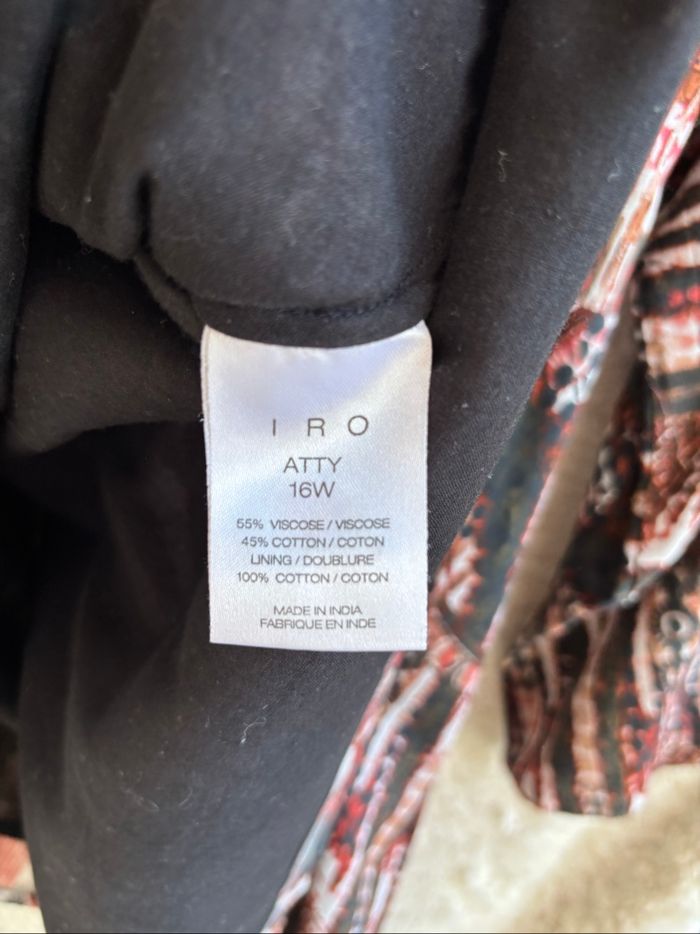 IRO
ATTY
16W
55% VISCOSE / VISCOSE
45% COTTON / COTON
LINING / DOUBLURE
100% COTTON / COTON
MADE IN INDIA
FABRIQUE EN INDE